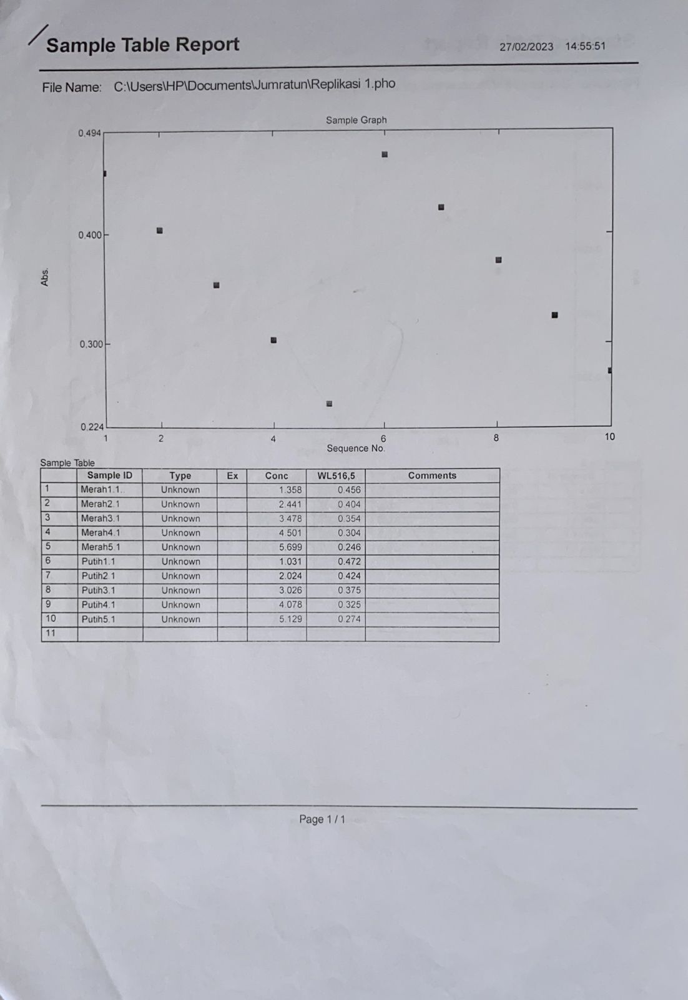 Sample Table Report 27/02/2023 14:55:51
File Name: C:\Users\HP\Documents\Jumratun\Replikasi 1.pho
Sample Graph
0.494
0.400
Abs.
0.300
0.224
1 2 4 6 8 10
Sequence No.
Sample Table
Sample ID Type Ex Conc WL516,5 Comments
1 Merah1.1.. Unknown 1.358 0.456
2 Merah2.1 Unknown 2.441 0.404
3 Merah3.1 Unknown 3.478 0.354
4 Merah4.1 Unknown 4.501 0.304
5 Merah5.1 Unknown 5.699 0.246
6 Putih1.1 Unknown 1.031 0.472
7 Putih2.1 Unknown 2.024 0.424
8 Putih3.1 Unknown 3.026 0.375
9 Putih4.1 Unknown 4.078 0.325
10 Putih5.1 Unknown 5.129 0.274
11
Page 1 / 1